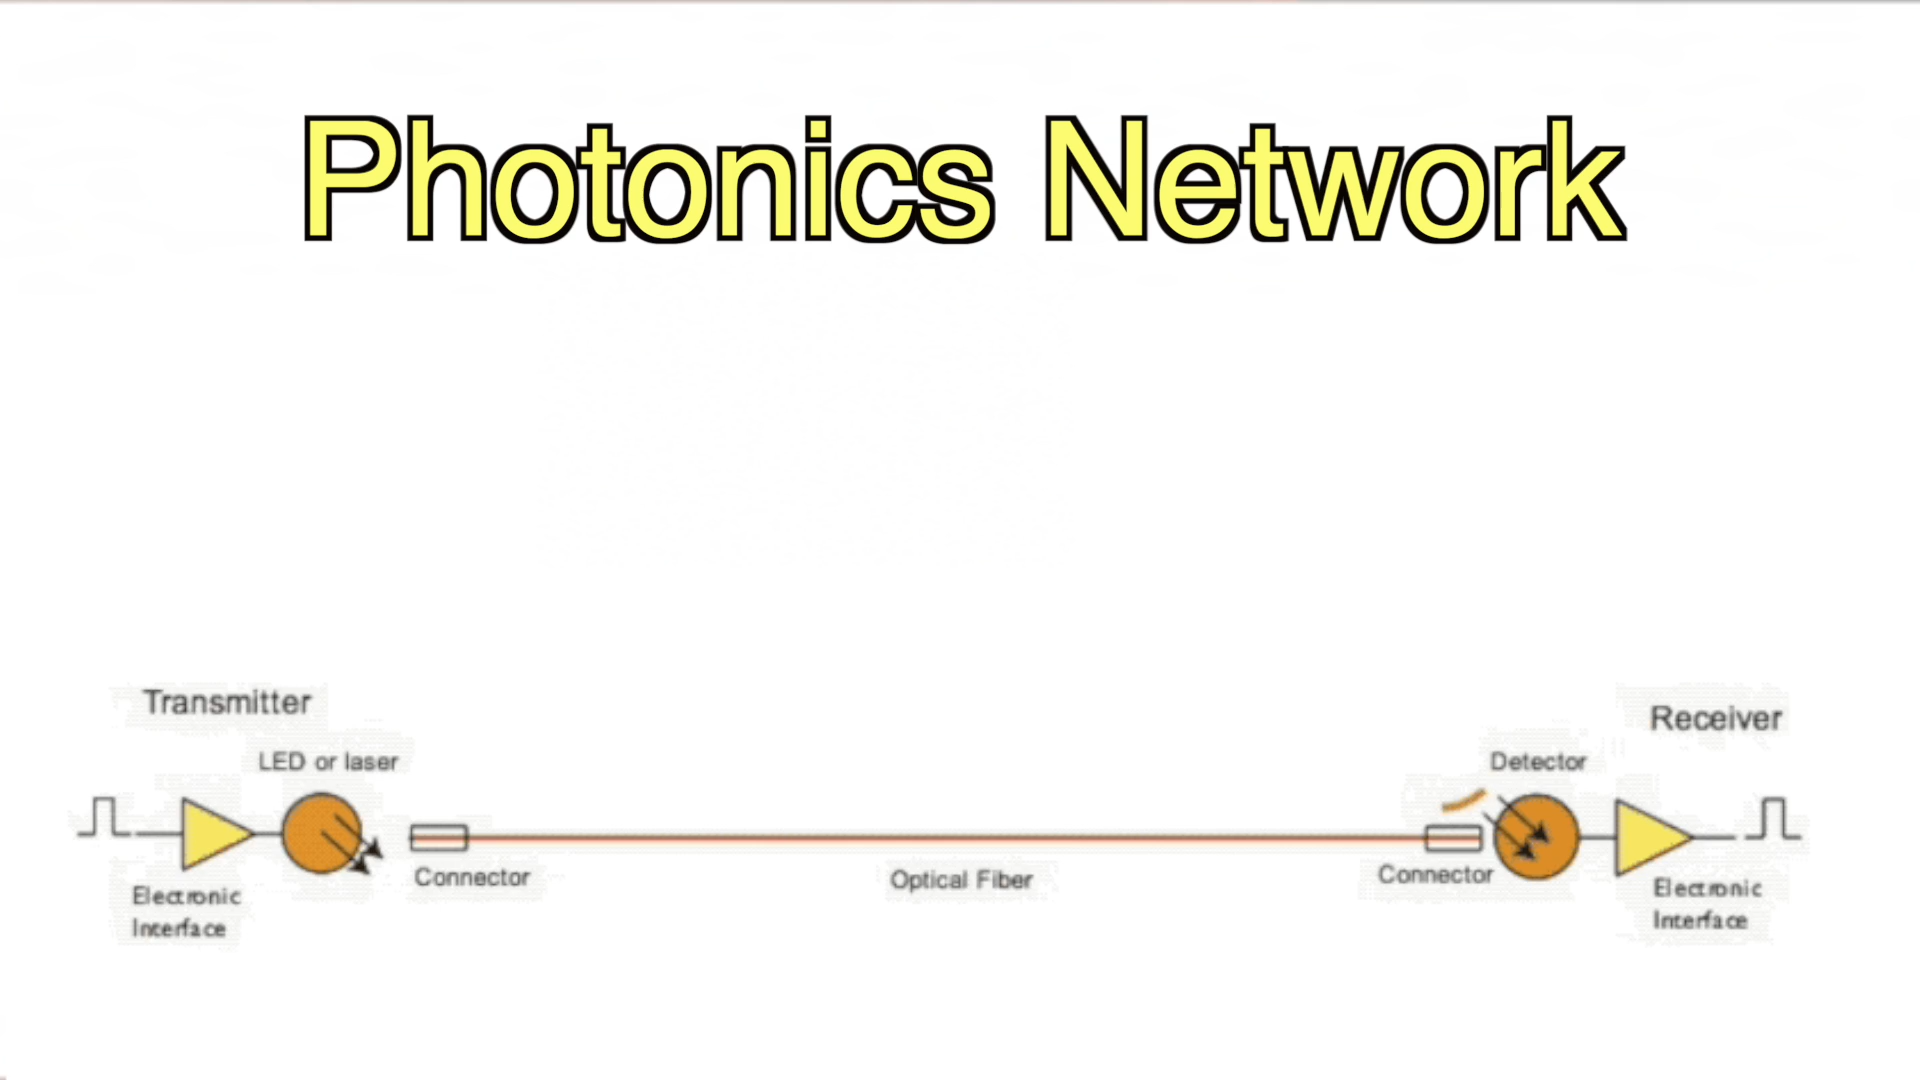 Photonics Network
Transmitter
LED or laser
Electronic
Interface
Connector
Optical Fiber
Receiver
Detector
Connector
Electronic
Interface